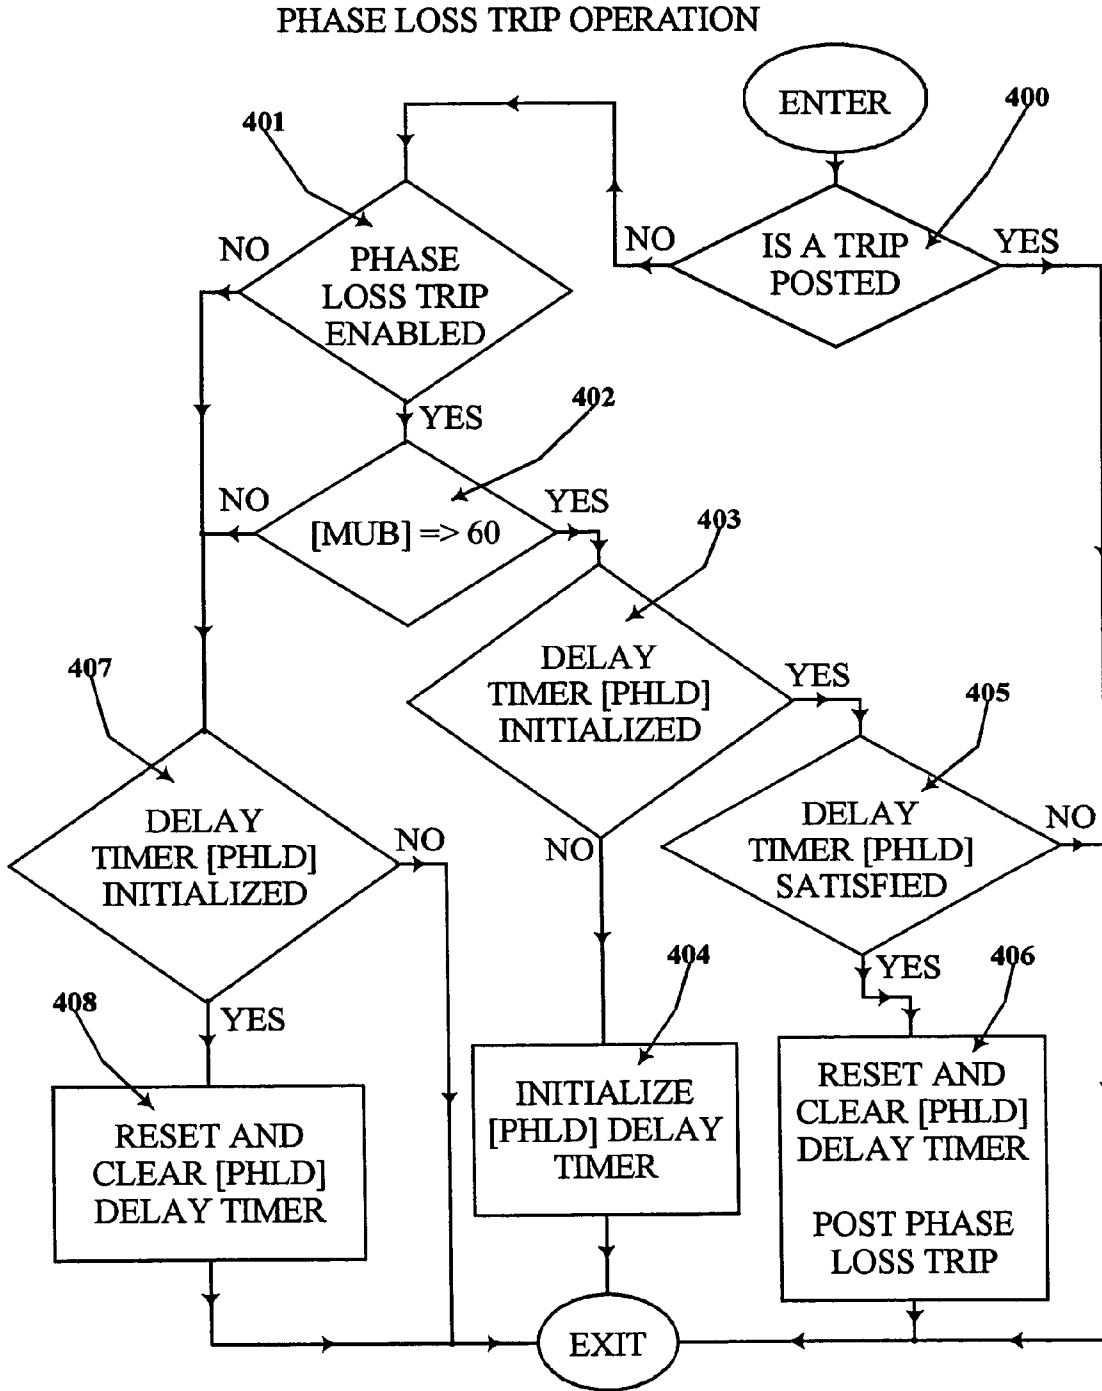 PHASE LOSS TRIP OPERATION
ENTER
400
401
IS A TRIP
POSTED
NO
YES
NO
PHASE
LOSS TRIP
ENABLED
YES
402
NO
[MUB] => 60
YES
403
DELAY
TIMER [PHLD]
INITIALIZED
YES
NO
405
407
DELAY
TIMER [PHLD]
INITIALIZED
NO
YES
DELAY
TIMER [PHLD]
SATISFIED
NO
YES
404
406
408
INITIALIZE
[PHLD] DELAY
TIMER
RESET AND
CLEAR [PHLD]
DELAY TIMER
POST PHASE
LOSS TRIP
RESET AND
CLEAR [PHLD]
DELAY TIMER
EXIT